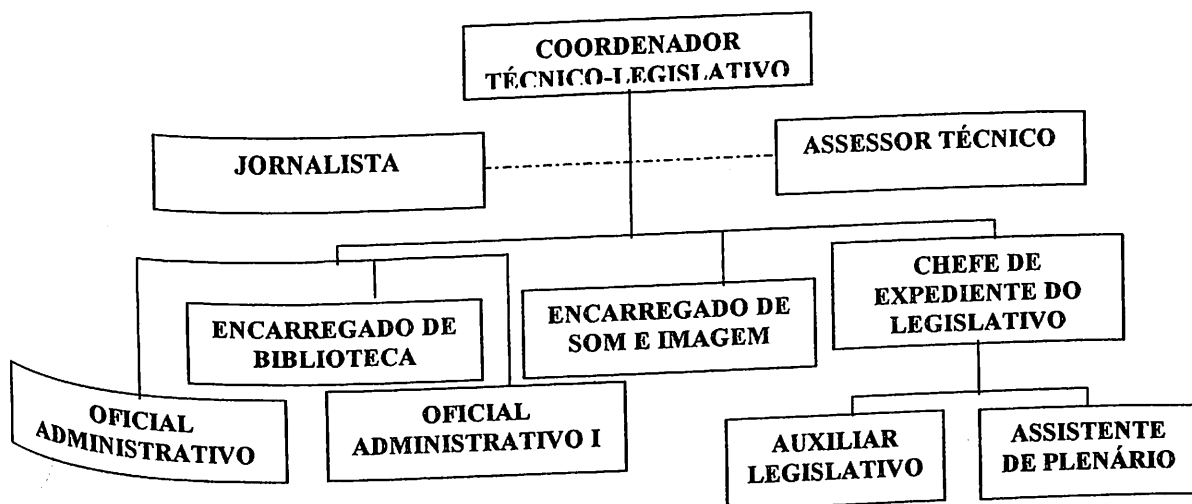 COORDENADOR
TÉCNICO-LEGISLATIVO
JORNALISTA
ASSESSOR TÉCNICO
CHEFE DE
EXPEDIENTE DO
LEGISLATIVO
ENCARREGADO DE
BIBLIOTECA
ENCARREGADO DE
SOM E IMAGEM
OFICIAL
ADMINISTRATIVO
OFICIAL
ADMINISTRATIVO I
AUXILIAR
LEGISLATIVO
ASSISTENTE
DE PLENÁRIO